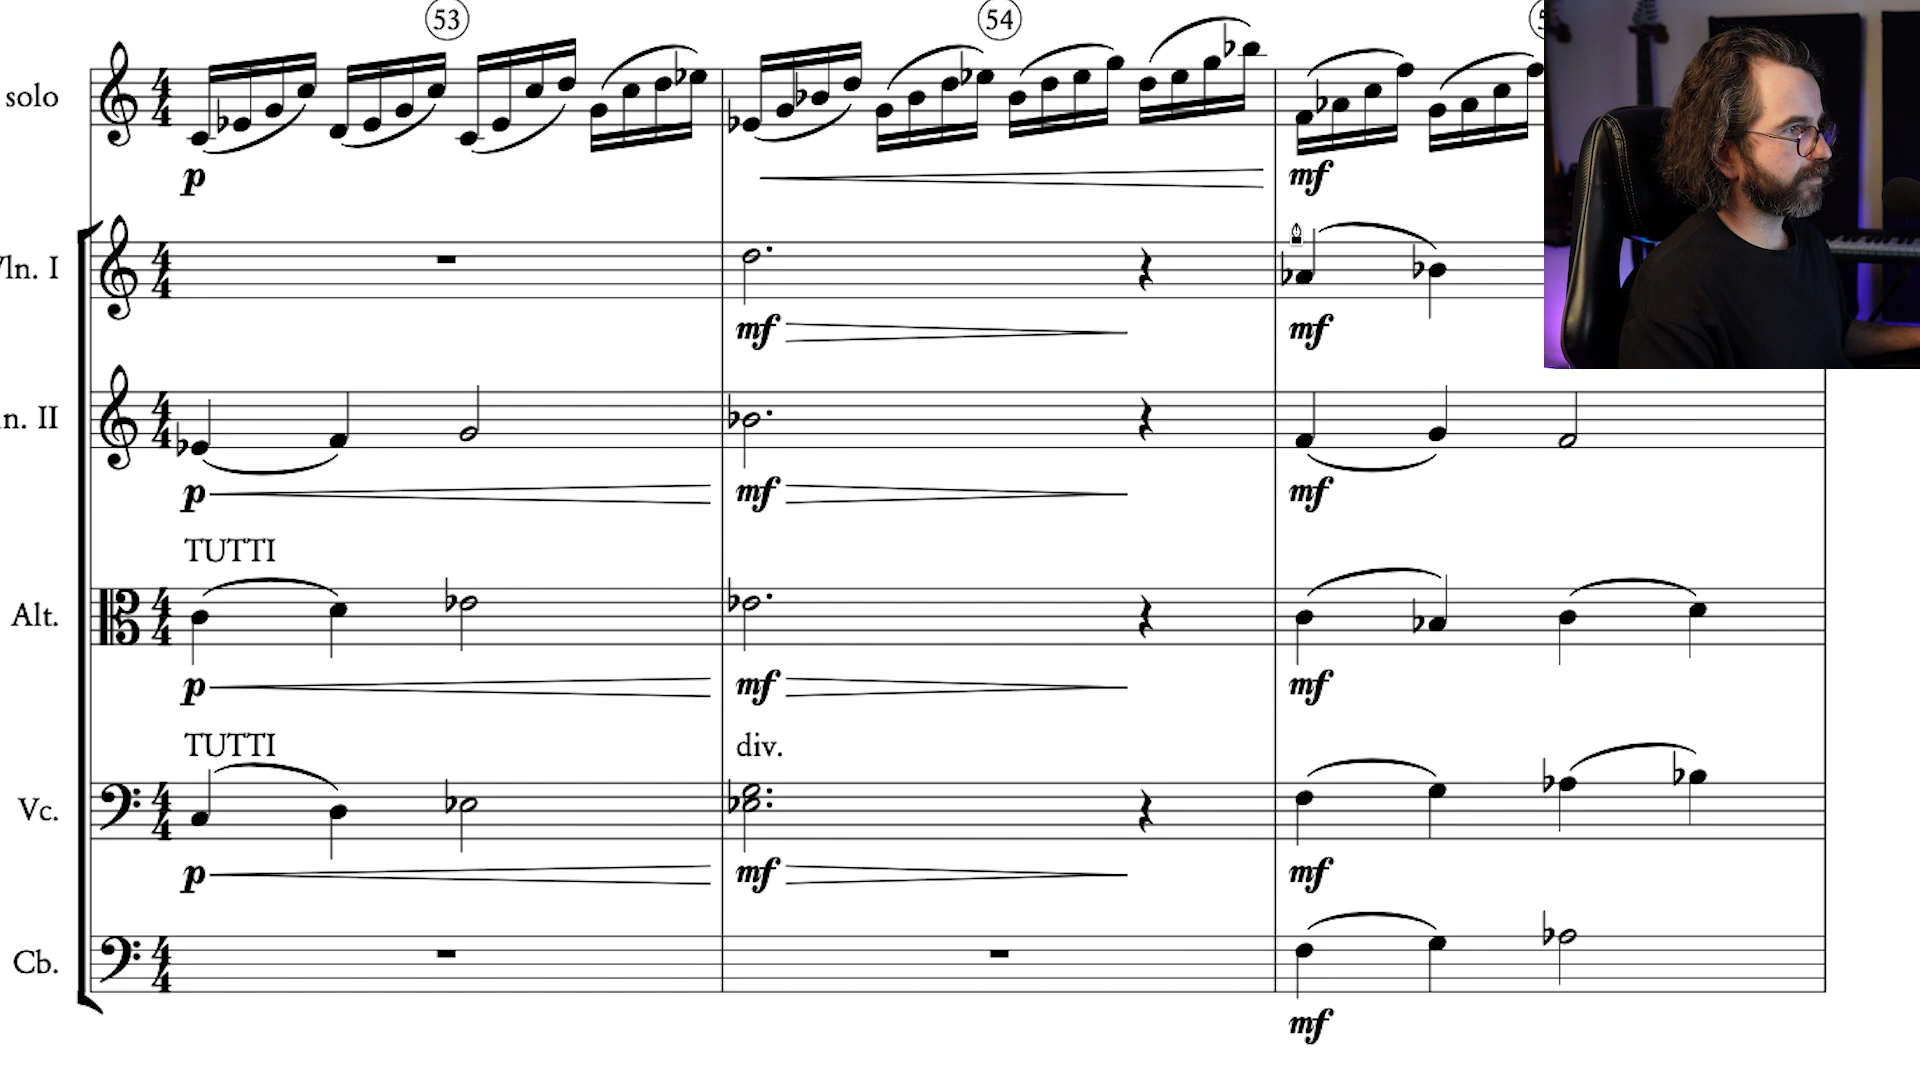 53 54
solo
p mf
Vln. I
mf mf
n. II
p mf mf
TUTTI
Alt.
p mf mf
TUTTI div.
Vc.
p mf mf
Cb.
mf